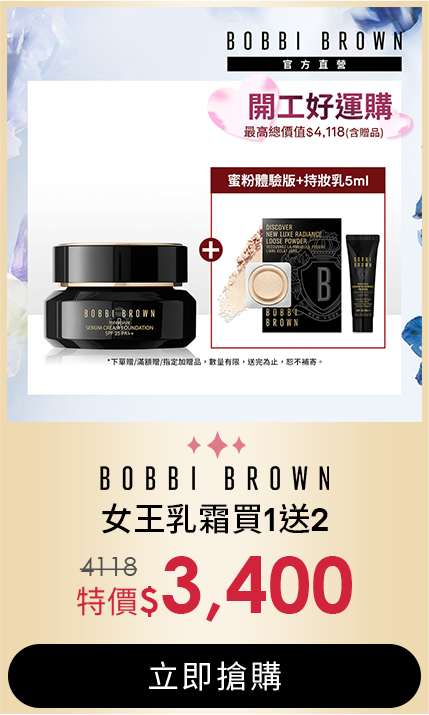 BOBBI BROWN
官方直營
開工好運購
最高總價值$4,118(含贈品)
蜜粉體驗版+持妝乳5ml
DISCOVER
NEW LUXE RADIANCE
LOOSE POWDER
B
BOBBI
BROWN
BOBBI
BROWN
BOBBI BROWN
INTENSIVE
SERUM CREAM FOUNDATION
SPF 25 PA++
*下單贈/滿額贈/指定加贈品,數量有限,送完為止,恕不補寄。
BOBBI BROWN
女王乳霜買1送2
4118
特價$3,400
立即搶購